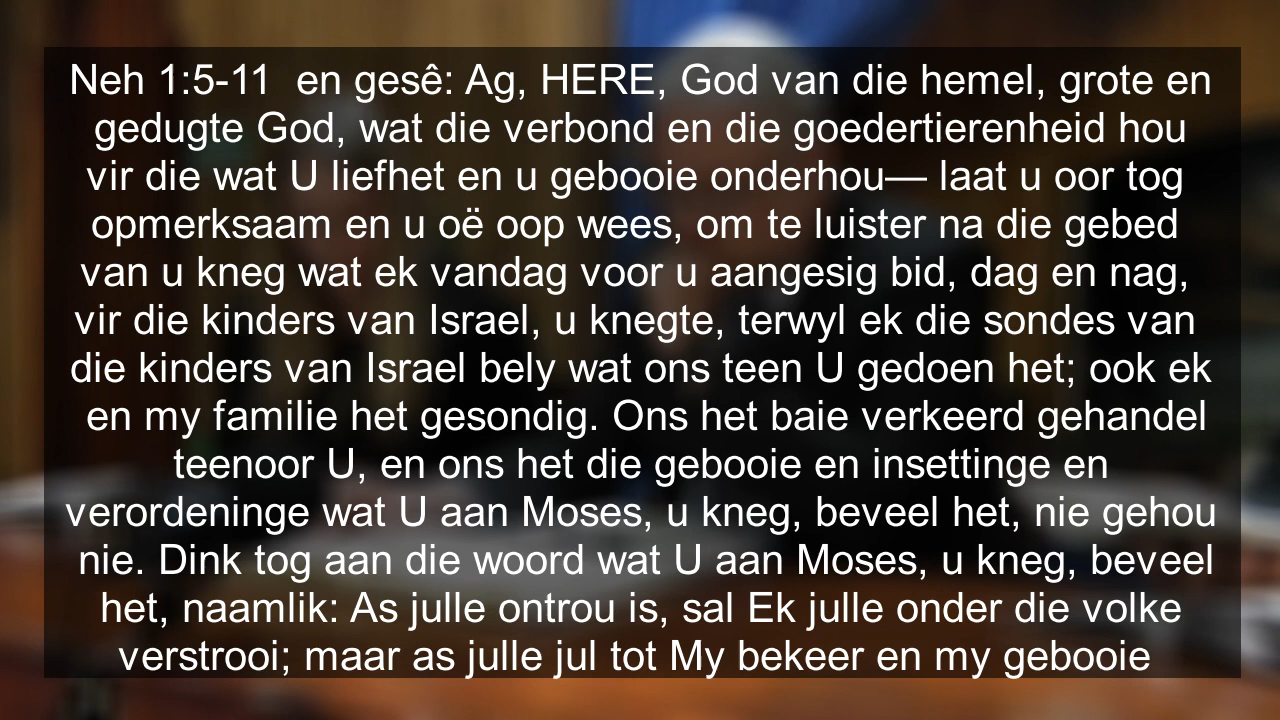 Neh 1:5-11  en gesê: Ag, HERE, God van die hemel, grote en
gedugte God, wat die verbond en die goedertierenheid hou
vir die wat U liefhet en u gebooie onderhou— laat u oor tog
opmerksaam en u oë oop wees, om te luister na die gebed
van u kneg wat ek vandag voor u aangesig bid, dag en nag,
vir die kinders van Israel, u knegte, terwyl ek die sondes van
die kinders van Israel bely wat ons teen U gedoen het; ook ek
en my familie het gesondig. Ons het baie verkeerd gehandel
teenoor U, en ons het die gebooie en insettinge en
verordeninge wat U aan Moses, u kneg, beveel het, nie gehou
nie. Dink tog aan die woord wat U aan Moses, u kneg, beveel
het, naamlik: As julle ontrou is, sal Ek julle onder die volke
verstrooi; maar as julle jul tot My bekeer en my gebooie